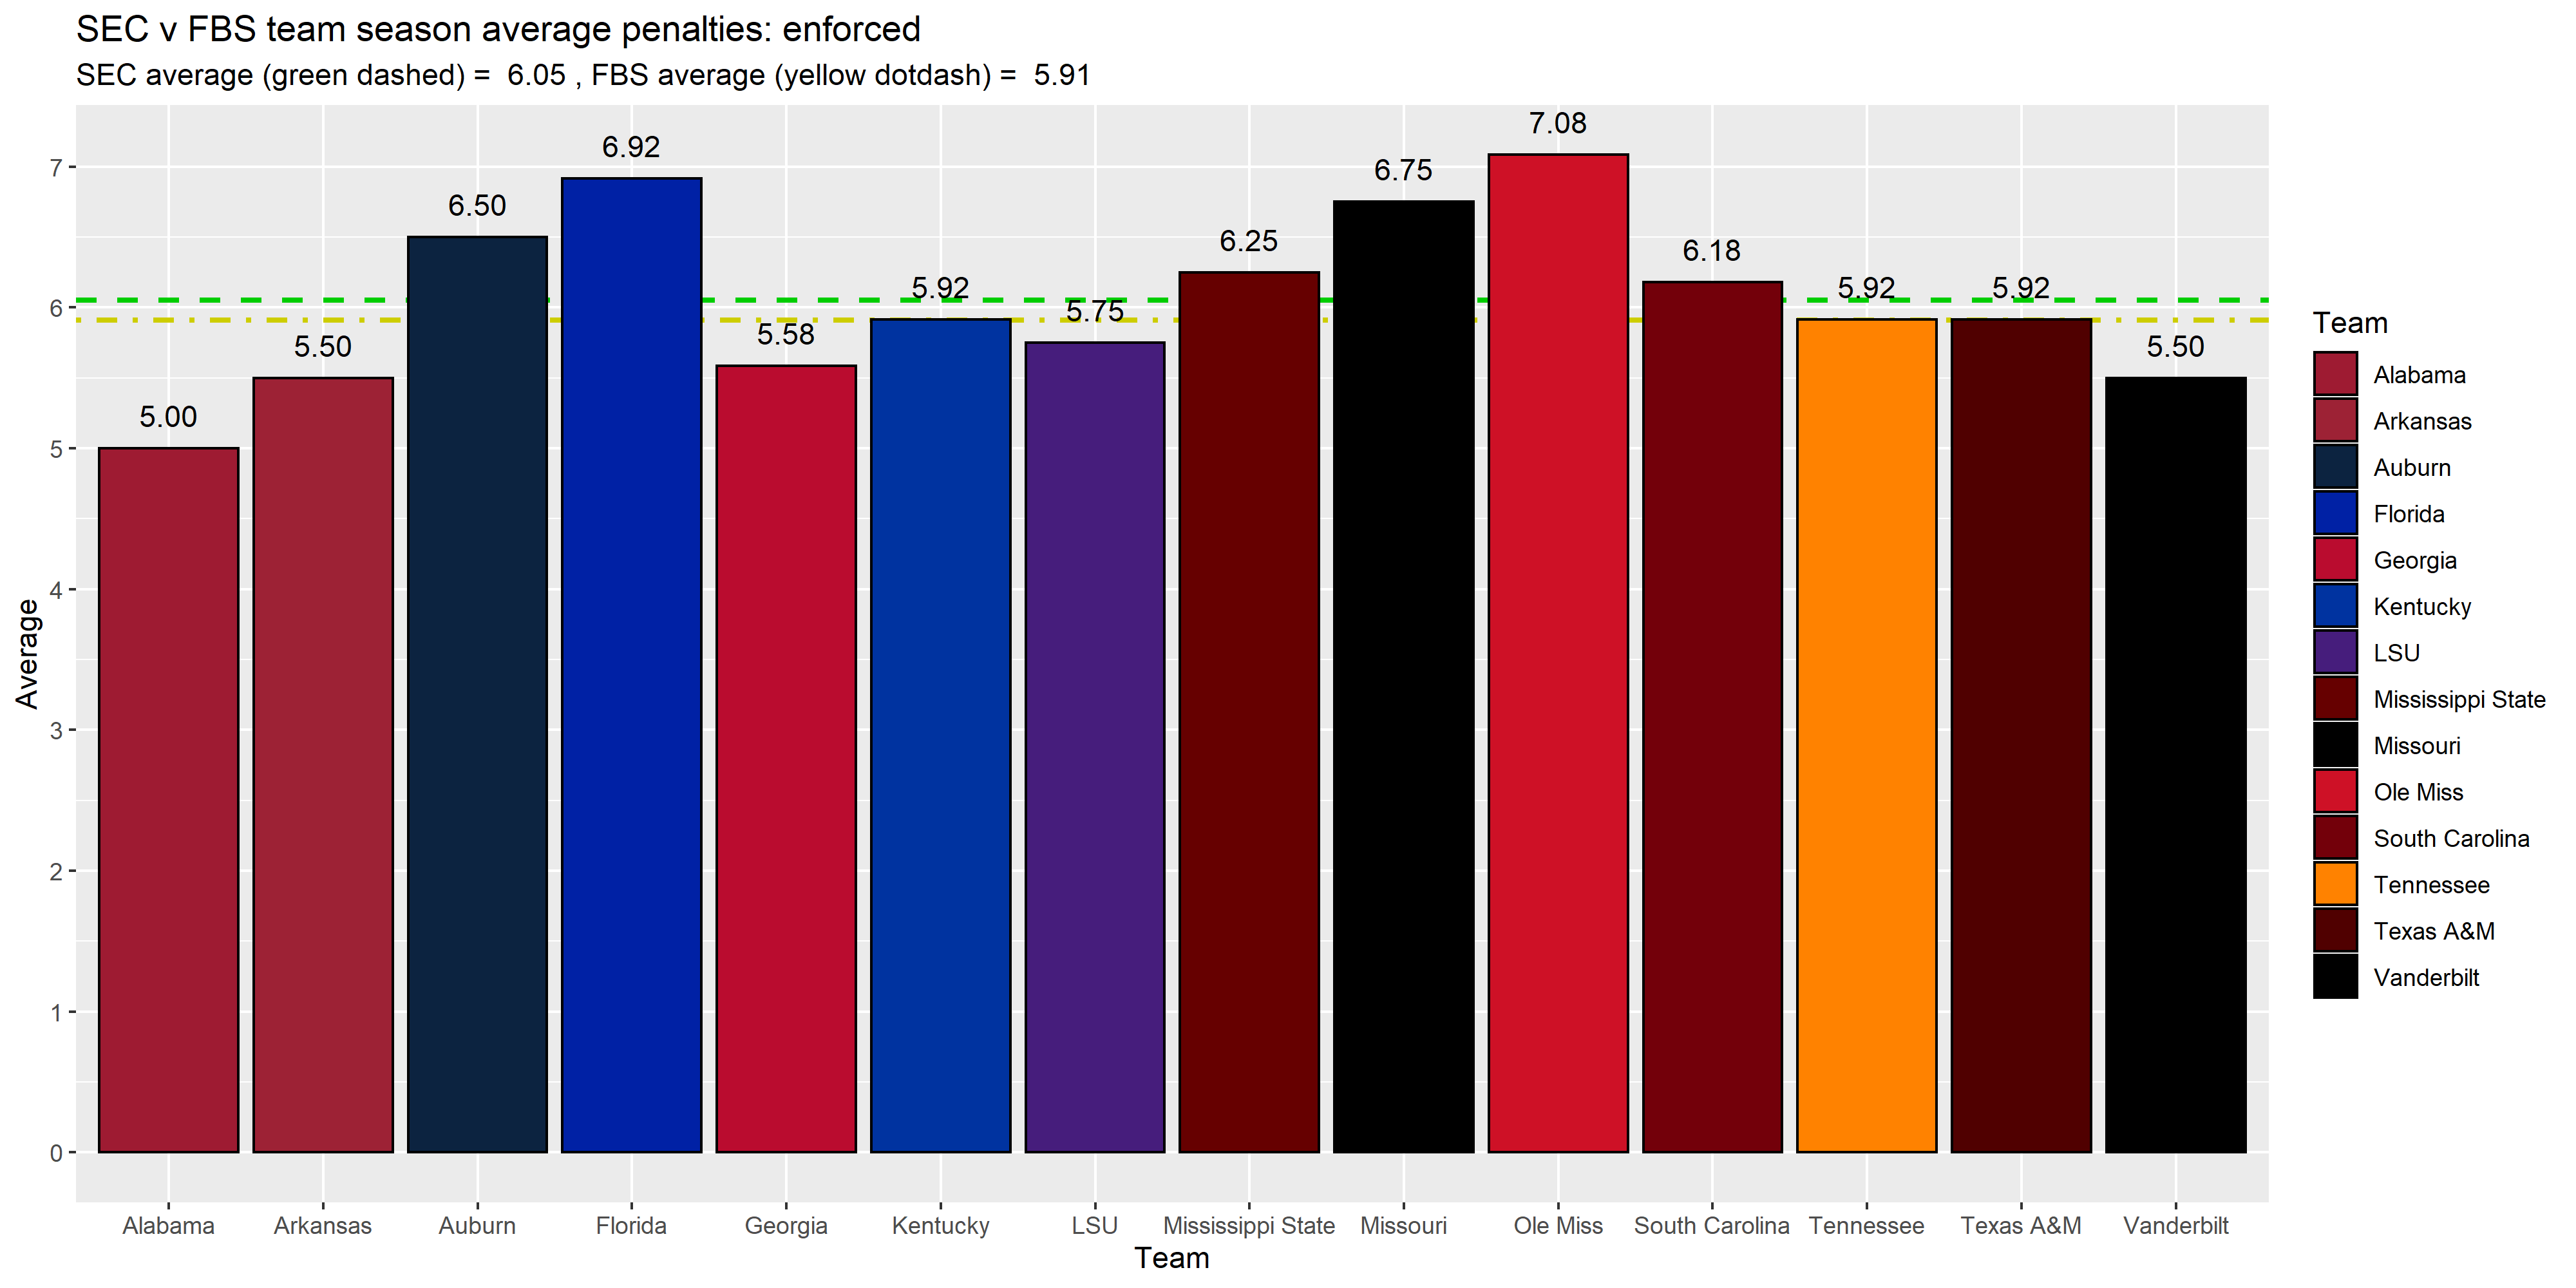 SEC v FBS team season average penalties: enforced
SEC average (green dashed) =  6.05 , FBS average (yellow dotdash) =  5.91
7.08
6.92
6.75
6.50
6.25
6.18
5.92
5.92
5.92
5.75
5.58
5.50
5.50
5.00
7
6
5
4
3
2
1
0
Average
Alabama Arkansas Auburn Florida Georgia Kentucky LSU Mississippi State Missouri Ole Miss South Carolina Tennessee Texas A&M Vanderbilt
Team
Team
Alabama
Arkansas
Auburn
Florida
Georgia
Kentucky
LSU
Mississippi State
Missouri
Ole Miss
South Carolina
Tennessee
Texas A&M
Vanderbilt